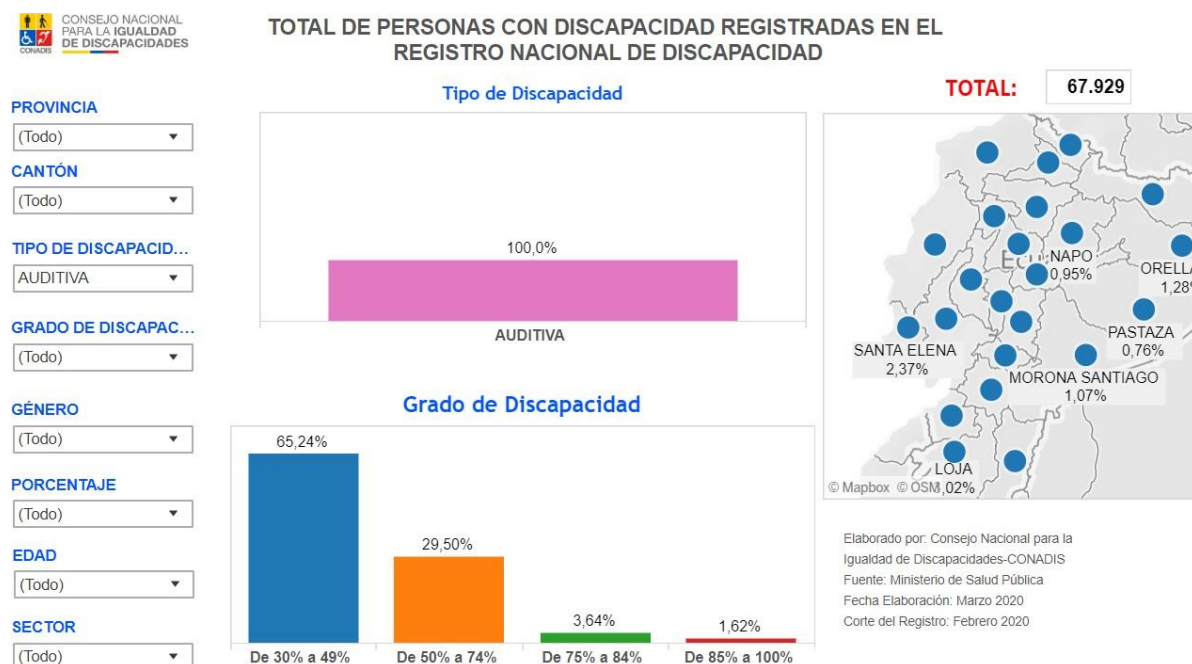 CONSEJO NACIONAL
PARA LA IGUALDAD
DE DISCAPACIDADES
CONADIS
TOTAL DE PERSONAS CON DISCAPACIDAD REGISTRADAS EN EL
REGISTRO NACIONAL DE DISCAPACIDAD
TOTAL: 67.929
PROVINCIA
(Todo)
CANTÓN
(Todo)
TIPO DE DISCAPACID...
AUDITIVA
GRADO DE DISCAPAC...
(Todo)
GÉNERO
(Todo)
PORCENTAJE
(Todo)
EDAD
(Todo)
SECTOR
(Todo)
Tipo de Discapacidad
100,0%
AUDITIVA
Grado de Discapacidad
65,24%
29,50%
3,64%
1,62%
De 30% a 49%
De 50% a 74%
De 75% a 84%
De 85% a 100%
NAPO
0,95%
ORELLA
1,28%
PASTAZA
0,76%
SANTA ELENA
2,37%
MORONA SANTIAGO
1,07%
LOJA
,02%
© Mapbox © OSM
Elaborado por: Consejo Nacional para la
Igualdad de Discapacidades-CONADIS
Fuente: Ministerio de Salud Pública
Fecha Elaboración: Marzo 2020
Corte del Registro: Febrero 2020